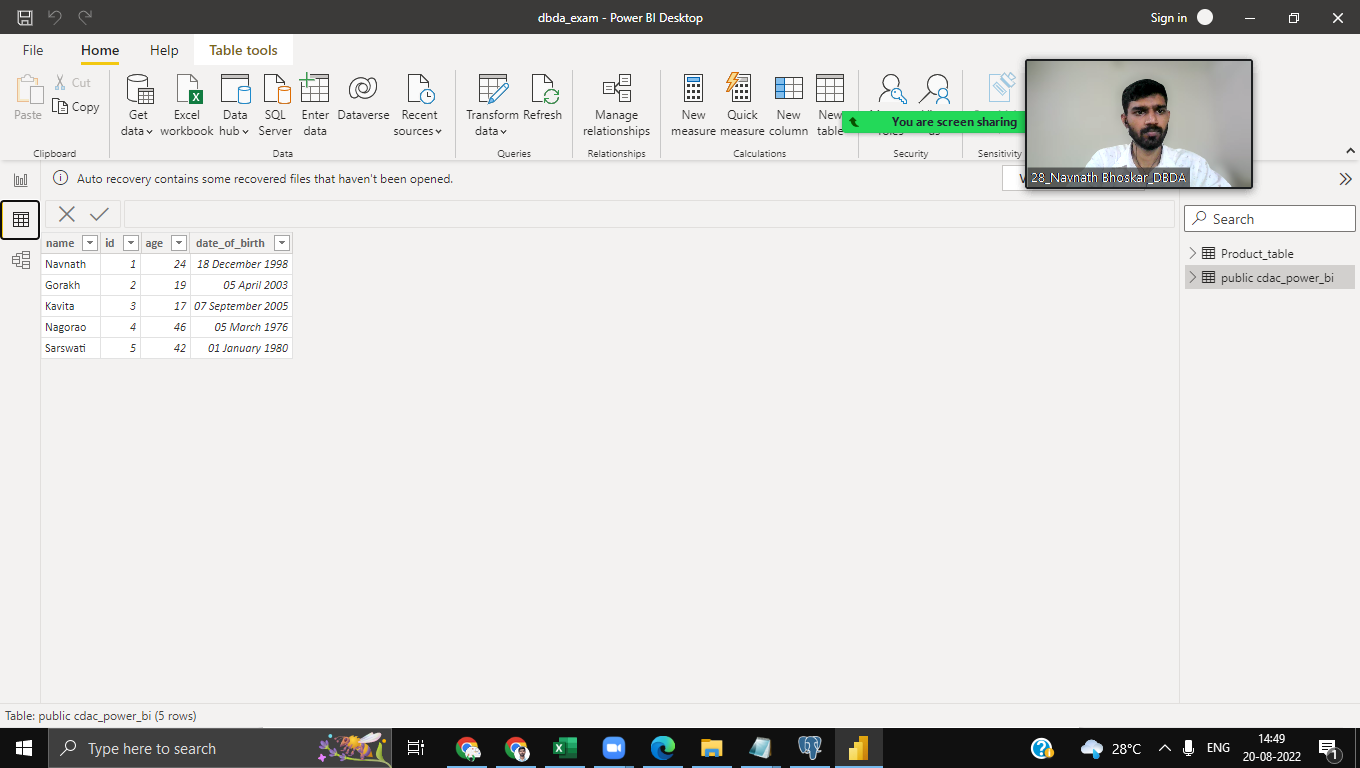 dbda_exam - Power BI Desktop
Sign in
File
Home
Help
Table tools
Paste
Cut
Copy
Get data
Excel workbook
Data hub
SQL Server
Enter data
Dataverse
Recent sources
Transform data
Refresh
Manage relationships
New measure
Quick measure
New column
New table
Clipboard
Data
Queries
Relationships
Calculations
Security
Sensitivity
You are screen sharing
28_Navnath Bhoskar_DBDA
Auto recovery contains some recovered files that haven't been opened.
Search
Product_table
public cdac_power_bi
name id age date_of_birth
Navnath 1 24 18 December 1998
Gorakh 2 19 05 April 2003
Kavita 3 17 07 September 2005
Nagorao 4 46 05 March 1976
Sarswati 5 42 01 January 1980
Table: public cdac_power_bi (5 rows)
Type here to search
28°C
ENG
14:49
20-08-2022
1